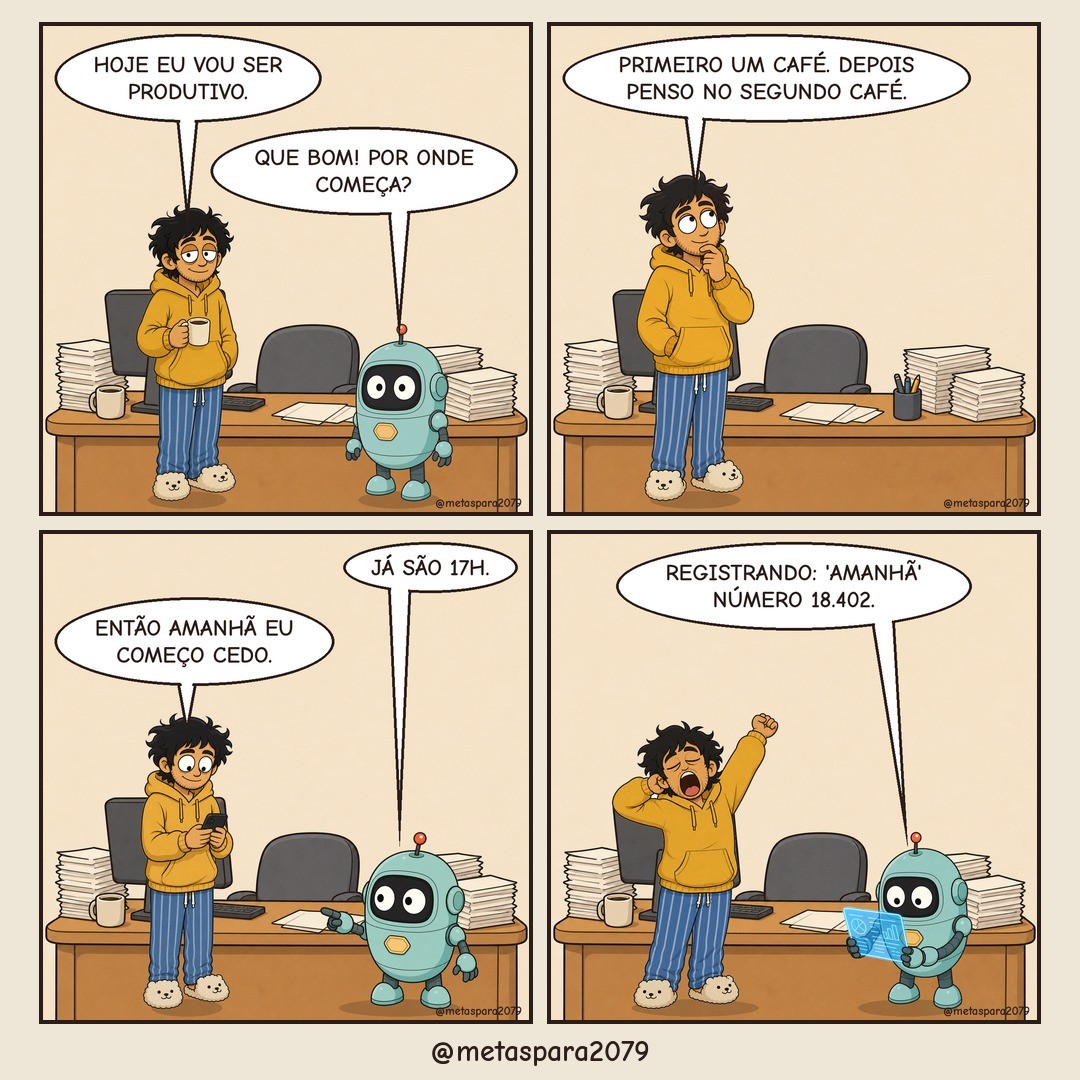 HOJE EU VOU SER
PRODUTIVO.
QUE BOM! POR ONDE
COMEÇA?
@metaspara2079
PRIMEIRO UM CAFÉ. DEPOIS
PENSO NO SEGUNDO CAFÉ.
@metaspara2079
JÁ SÃO 17H.
ENTÃO AMANHÃ EU
COMEÇO CEDO.
@metaspara2079
REGISTRANDO: 'AMANHÃ'
NÚMERO 18.402.
@metaspara2079
@metaspara2079